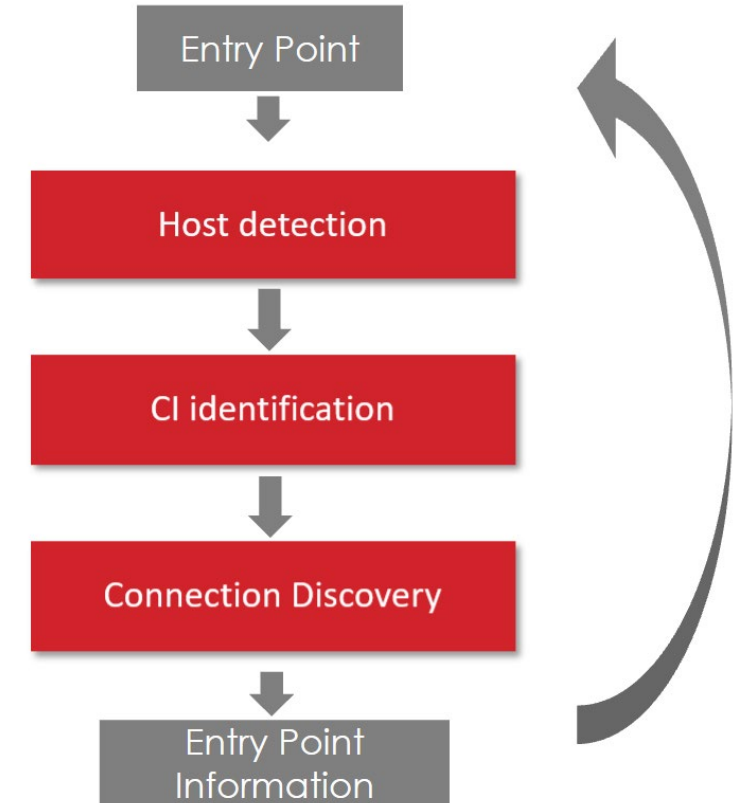 Entry Point
Host detection
CI identification
Connection Discovery
Entry Point
Information